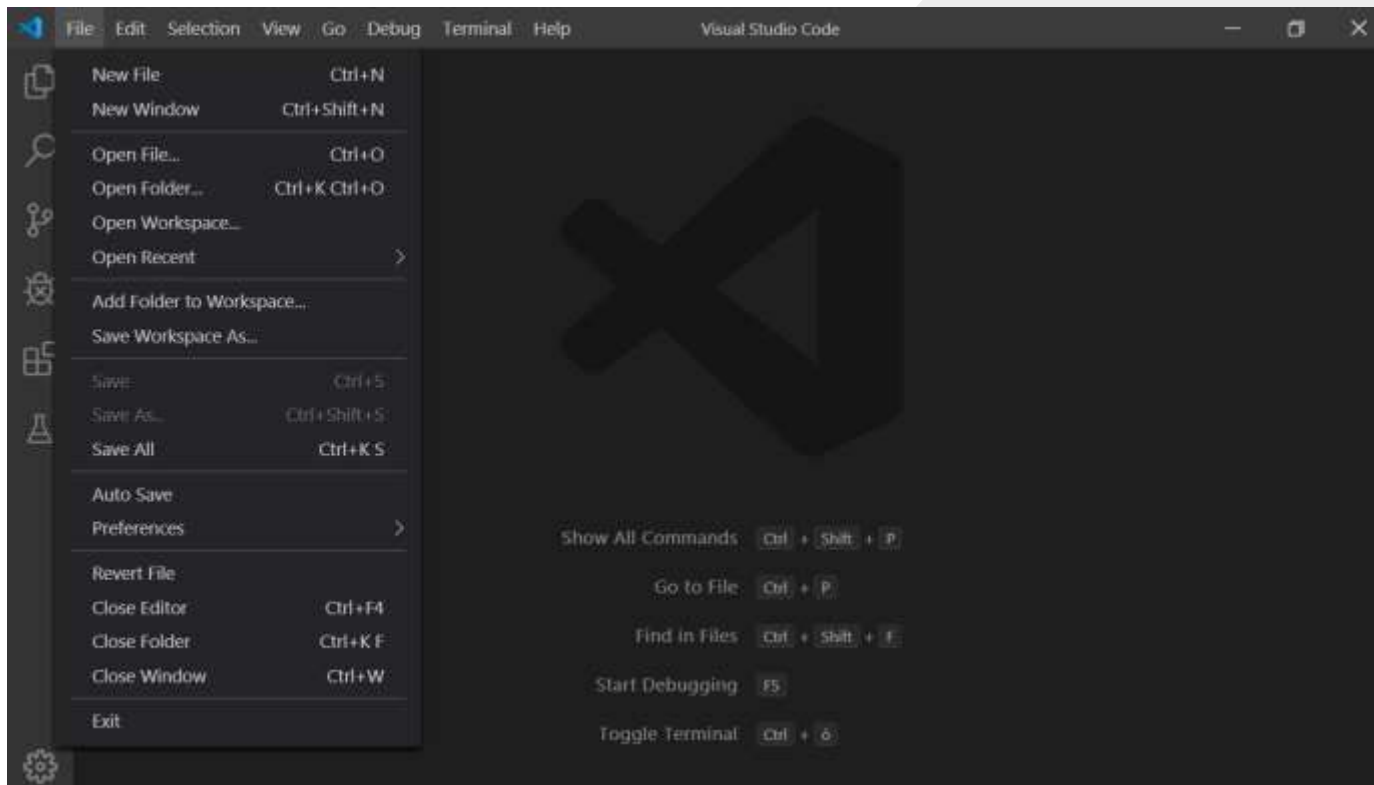 File Edit Selection View Go Debug Terminal Help Visual Studio Code
New File Ctrl+N
New Window Ctrl+Shift+N
Open File... Ctrl+O
Open Folder... Ctrl+K Ctrl+O
Open Workspace...
Open Recent
Add Folder to Workspace...
Save Workspace As...
Save Ctrl+S
Save As... Ctrl+Shift+S
Save All Ctrl+K S
Auto Save
Preferences
Revert File
Close Editor Ctrl+F4
Close Folder Ctrl+K F
Close Window Ctrl+W
Exit
Show All Commands Ctrl + Shift + P
Go to File Ctrl + P
Find in Files Ctrl + Shift + F
Start Debugging F5
Toggle Terminal Ctrl + ó